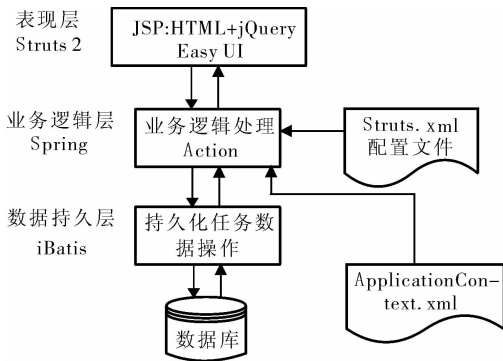 表现层
Struts 2
JSP:HTML+jQuery
Easy UI
业务逻辑层
Spring
业务逻辑处理
Action
Struts.xml
配置文件
数据持久层
iBatis
持久化任务数
据操作
ApplicationCon-
text.xml
数据库